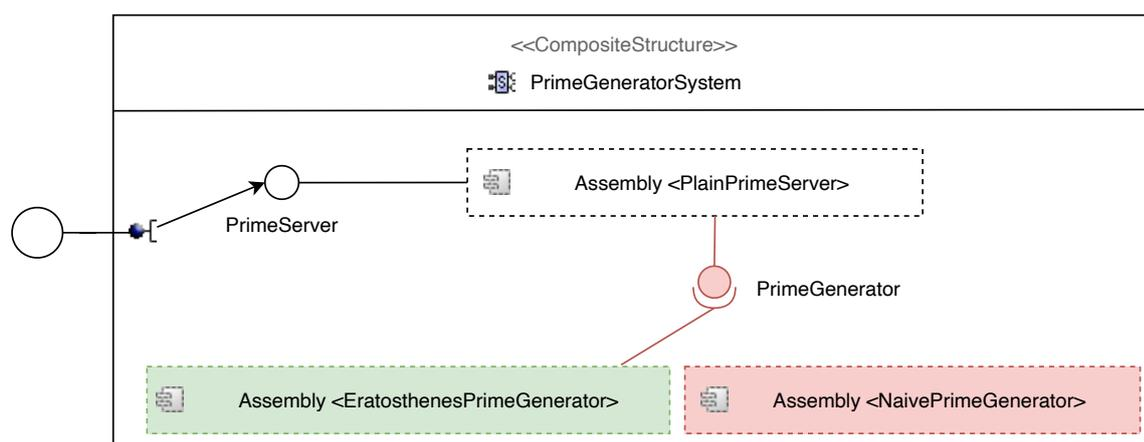 <<CompositeStructure>>
PrimeGeneratorSystem
Assembly <PlainPrimeServer>
PrimeServer
PrimeGenerator
Assembly <EratosthenesPrimeGenerator>
Assembly <NaivePrimeGenerator>